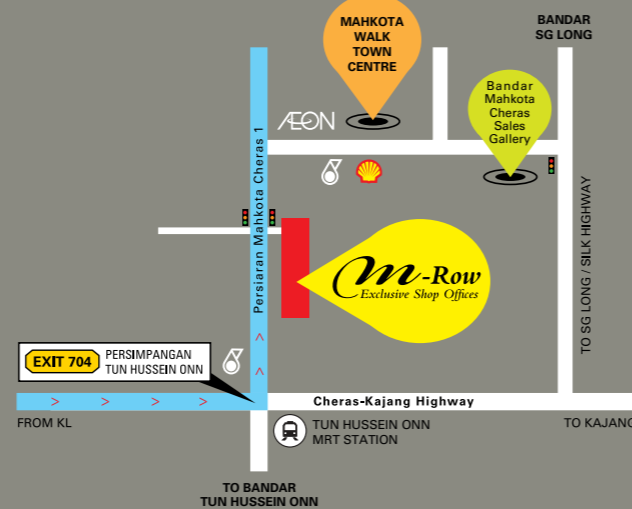 MAHKOTA
WALK
TOWN
CENTRE
BANDAR
SG LONG
Bandar
Mahkota
Cheras
Sales
Gallery
ÆON
Persiaran Mahkota Cheras 1
TO SG LONG / SILK HIGHWAY
m-Row
Exclusive Shop Offices
EXIT 704
PERSIMPANGAN
TUN HUSSEIN ONN
Cheras-Kajang Highway
FROM KL
TUN HUSSEIN ONN
MRT STATION
TO KAJANG
TO BANDAR
TUN HUSSEIN ONN